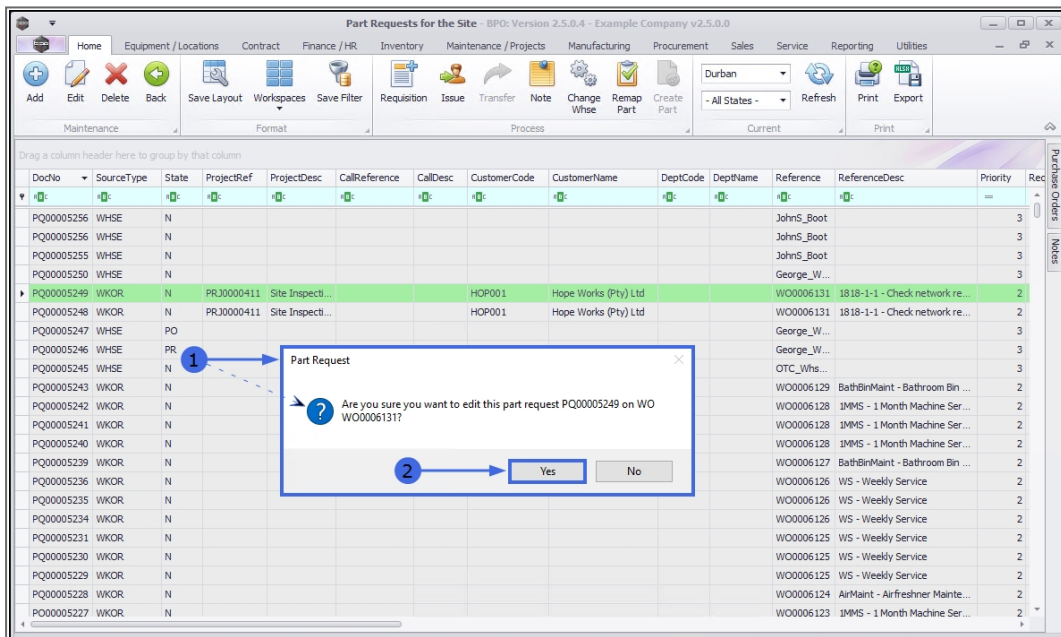 Part Requests for the Site - BPO: Version 2.5.0.4 - Example Company v2.5.0.0
Home Equipment / Locations Contract Finance / HR Inventory Maintenance / Projects Manufacturing Procurement Sales Service Reporting Utilities
Add Edit Delete Back Save Layout Workspaces Save Filter Requisition Issue Transfer Note Change Whse Remap Part Create Part Durban - All States - Refresh Print Export
Maintenance Format Process Current Print
Drag a column header here to group by that column
DocNo SourceType State ProjectRef ProjectDesc CallReference CallDesc CustomerCode CustomerName DeptCode DeptName Reference ReferenceDesc Priority Rec
PQ00005256 WHSE N JohnS_Boot 3
PQ00005256 WHSE N JohnS_Boot 3
PQ00005255 WHSE N JohnS_Boot 3
PQ00005250 WHSE N George_W... 3
PQ00005249 WKOR N PRJ0000411 Site Inspecti... HOP001 Hope Works (Pty) Ltd WO0006131 1818-1-1 - Check network re... 2
PQ00005248 WKOR N PRJ0000411 Site Inspecti... HOP001 Hope Works (Pty) Ltd WO0006131 1818-1-1 - Check network re... 2
PQ00005247 WHSE PO George_W... 3
PQ00005246 WHSE PR George_W... 3
PQ00005245 WHSE N OTC_Whs... 3
PQ00005243 WKOR N WO0006129 BathBinMaint - Bathroom Bin ... 2
PQ00005242 WKOR N WO0006128 1MMS - 1 Month Machine Ser... 2
PQ00005241 WKOR N WO0006128 1MMS - 1 Month Machine Ser... 2
PQ00005240 WKOR N WO0006128 1MMS - 1 Month Machine Ser... 2
PQ00005239 WKOR N WO0006127 BathBinMaint - Bathroom Bin ... 2
PQ00005236 WKOR N WO0006126 WS - Weekly Service 2
PQ00005235 WKOR N WO0006126 WS - Weekly Service 2
PQ00005234 WKOR N WO0006126 WS - Weekly Service 2
PQ00005231 WKOR N WO0006125 WS - Weekly Service 2
PQ00005230 WKOR N WO0006125 WS - Weekly Service 2
PQ00005229 WKOR N WO0006125 WS - Weekly Service 2
PQ00005228 WKOR N WO0006124 AirMaint - Airfreshner Mainte... 2
PQ00005227 WKOR N WO0006123 1MMS - 1 Month Machine Ser... 2
1
Part Request
Are you sure you want to edit this part request PQ00005249 on WO
WO0006131?
2
Yes No
Purchase Orders
Notes